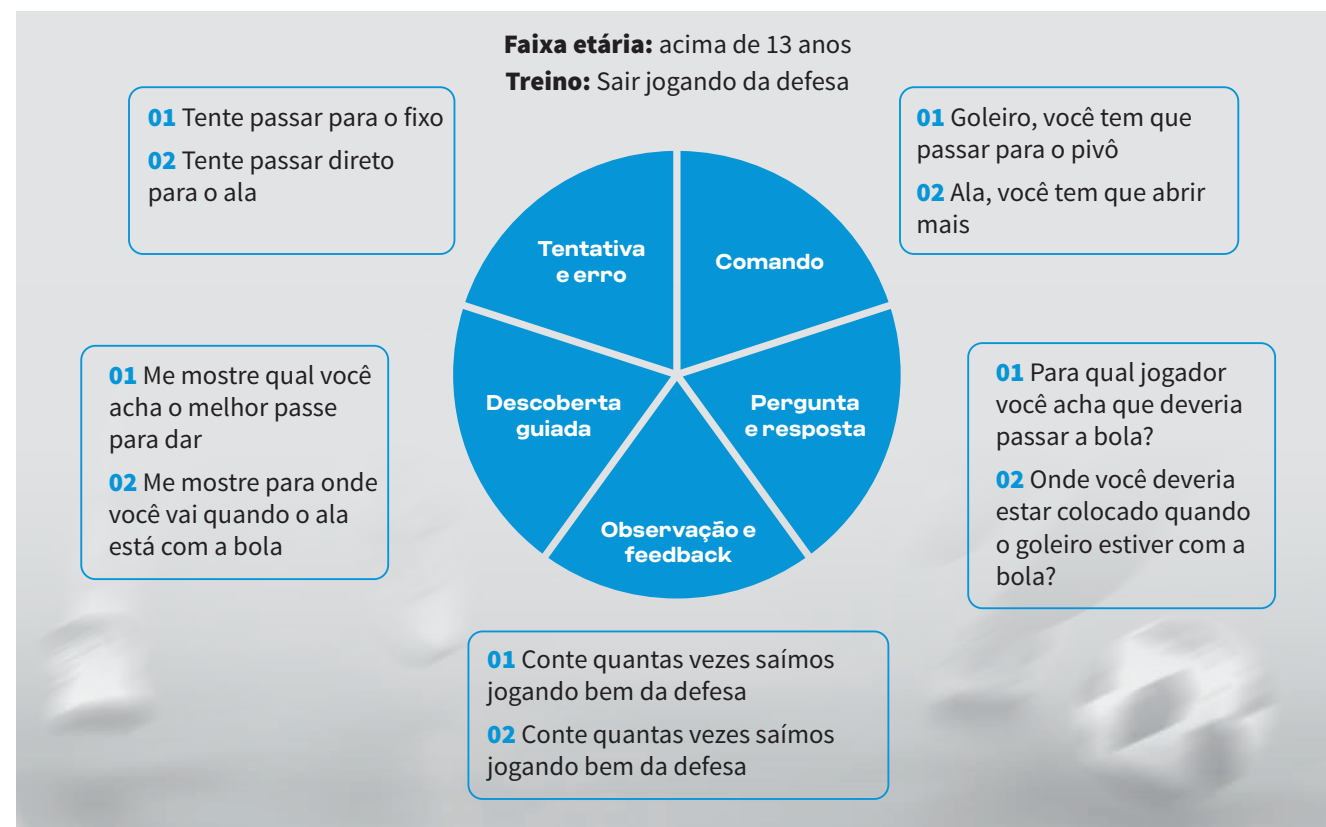 Faixa etária: acima de 13 anos
Treino: Sair jogando da defesa
01 Tente passar para o fixo
02 Tente passar direto
para o ala
01 Goleiro, você tem que
passar para o pivô
02 Ala, você tem que abrir
mais
Tentativa
e erro
Comando
01 Me mostre qual você
acha o melhor passe
para dar
02 Me mostre para onde
você vai quando o ala
está com a bola
Descoberta
guiada
Pergunta
e resposta
01 Para qual jogador
você acha que deveria
passar a bola?
02 Onde você deveria
estar colocado quando
o goleiro estiver com a
bola?
Observação e
feedback
01 Conte quantas vezes saímos
jogando bem da defesa
02 Conte quantas vezes saímos
jogando bem da defesa